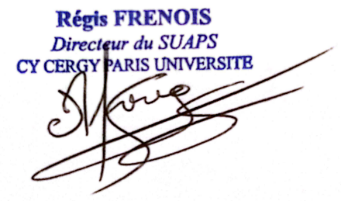 Régis FRENOIS
Directeur du SUAPS
CY CERGY PARIS UNIVERSITE